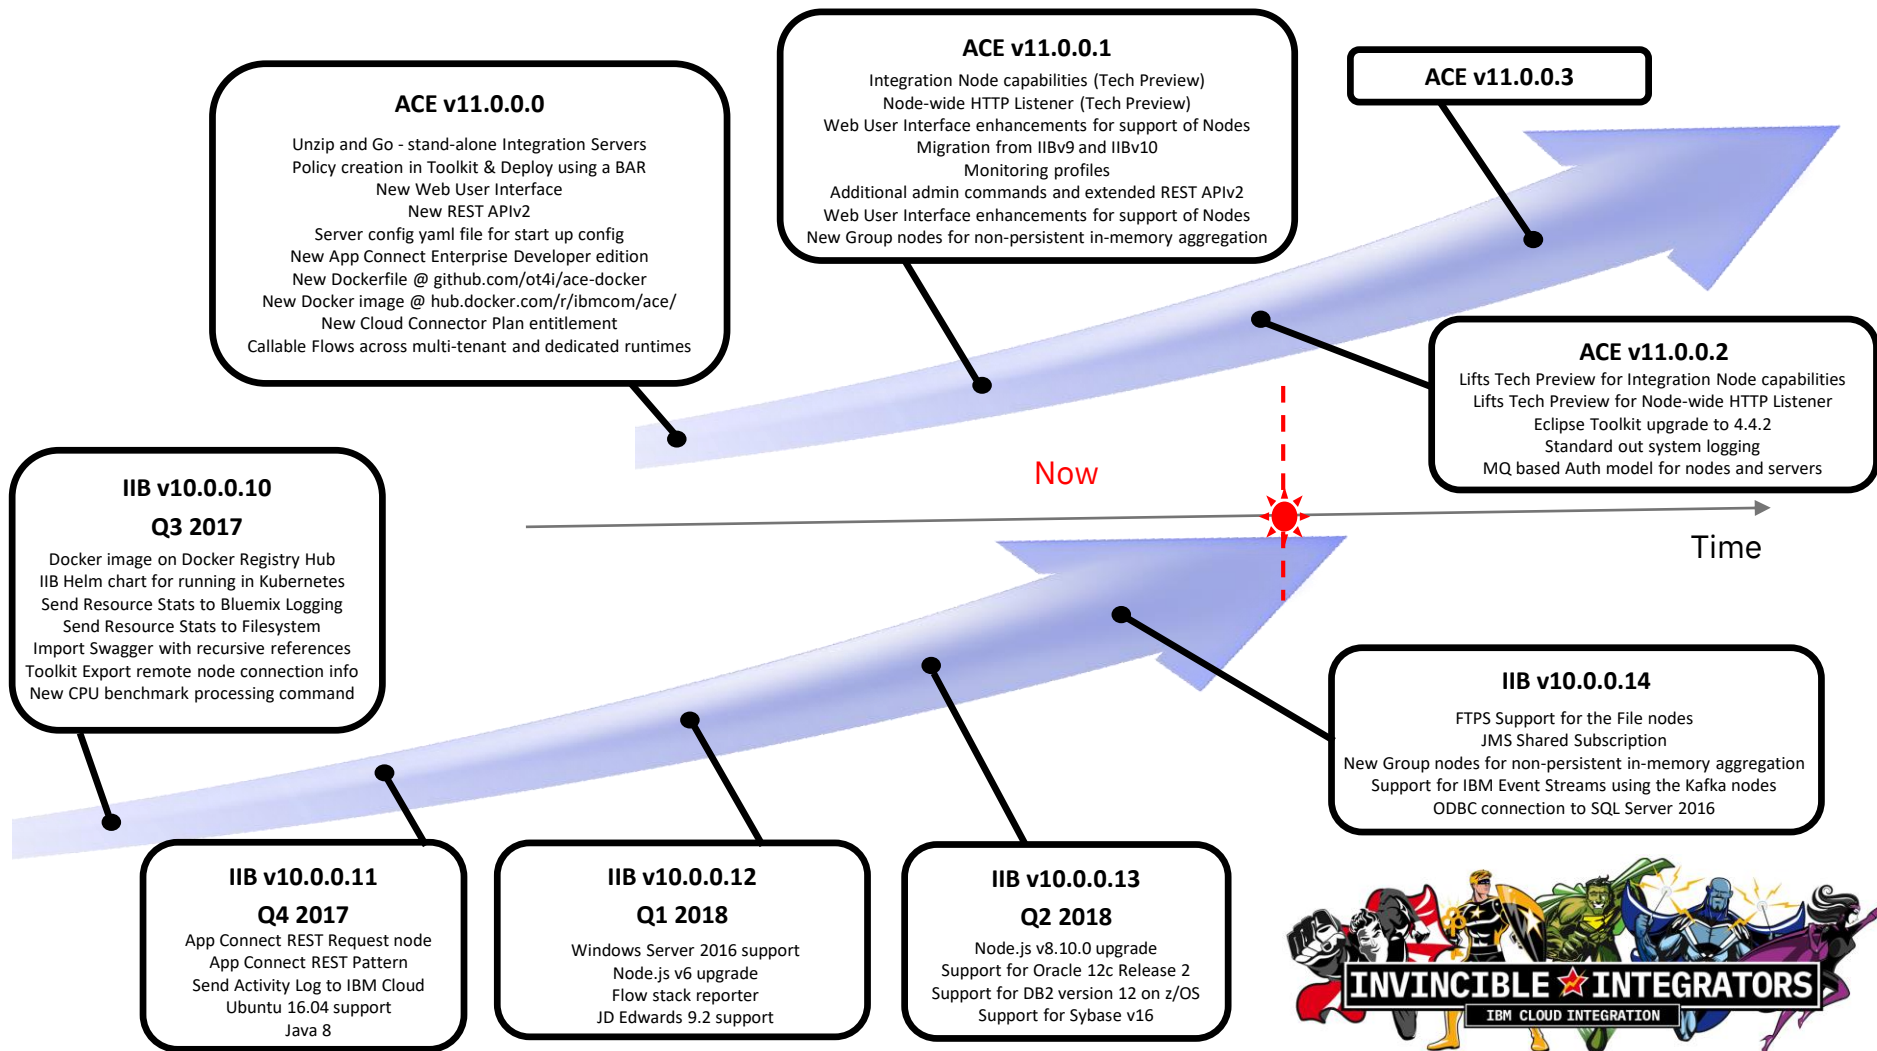 ACE v11.0.0.0
Unzip and Go - stand-alone Integration Servers
Policy creation in Toolkit & Deploy using a BAR
New Web User Interface
New REST APIv2
Server config yaml file for start up config
New App Connect Enterprise Developer edition
New Dockerfile @ github.com/ot4i/ace-docker
New Docker image @ hub.docker.com/r/ibmcom/ace/
New Cloud Connector Plan entitlement
Callable Flows across multi-tenant and dedicated runtimes
ACE v11.0.0.1
Integration Node capabilities (Tech Preview)
Node-wide HTTP Listener (Tech Preview)
Web User Interface enhancements for support of Nodes
Migration from IIBv9 and IIBv10
Monitoring profiles
Additional admin commands and extended REST APIv2
Web User Interface enhancements for support of Nodes
New Group nodes for non-persistent in-memory aggregation
ACE v11.0.0.3
ACE v11.0.0.2
Lifts Tech Preview for Integration Node capabilities
Lifts Tech Preview for Node-wide HTTP Listener
Eclipse Toolkit upgrade to 4.4.2
Standard out system logging
MQ based Auth model for nodes and servers
Now
Time
IIB v10.0.0.10
Q3 2017
Docker image on Docker Registry Hub
IIB Helm chart for running in Kubernetes
Send Resource Stats to Bluemix Logging
Send Resource Stats to Filesystem
Import Swagger with recursive references
Toolkit Export remote node connection info
New CPU benchmark processing command
IIB v10.0.0.11
Q4 2017
App Connect REST Request node
App Connect REST Pattern
Send Activity Log to IBM Cloud
Ubuntu 16.04 support
Java 8
IIB v10.0.0.12
Q1 2018
Windows Server 2016 support
Node.js v6 upgrade
Flow stack reporter
JD Edwards 9.2 support
IIB v10.0.0.13
Q2 2018
Node.js v8.10.0 upgrade
Support for Oracle 12c Release 2
Support for DB2 version 12 on z/OS
Support for Sybase v16
IIB v10.0.0.14
FTPS Support for the File nodes
JMS Shared Subscription
New Group nodes for non-persistent in-memory aggregation
Support for IBM Event Streams using the Kafka nodes
ODBC connection to SQL Server 2016
INVINCIBLE INTEGRATORS
IBM CLOUD INTEGRATION